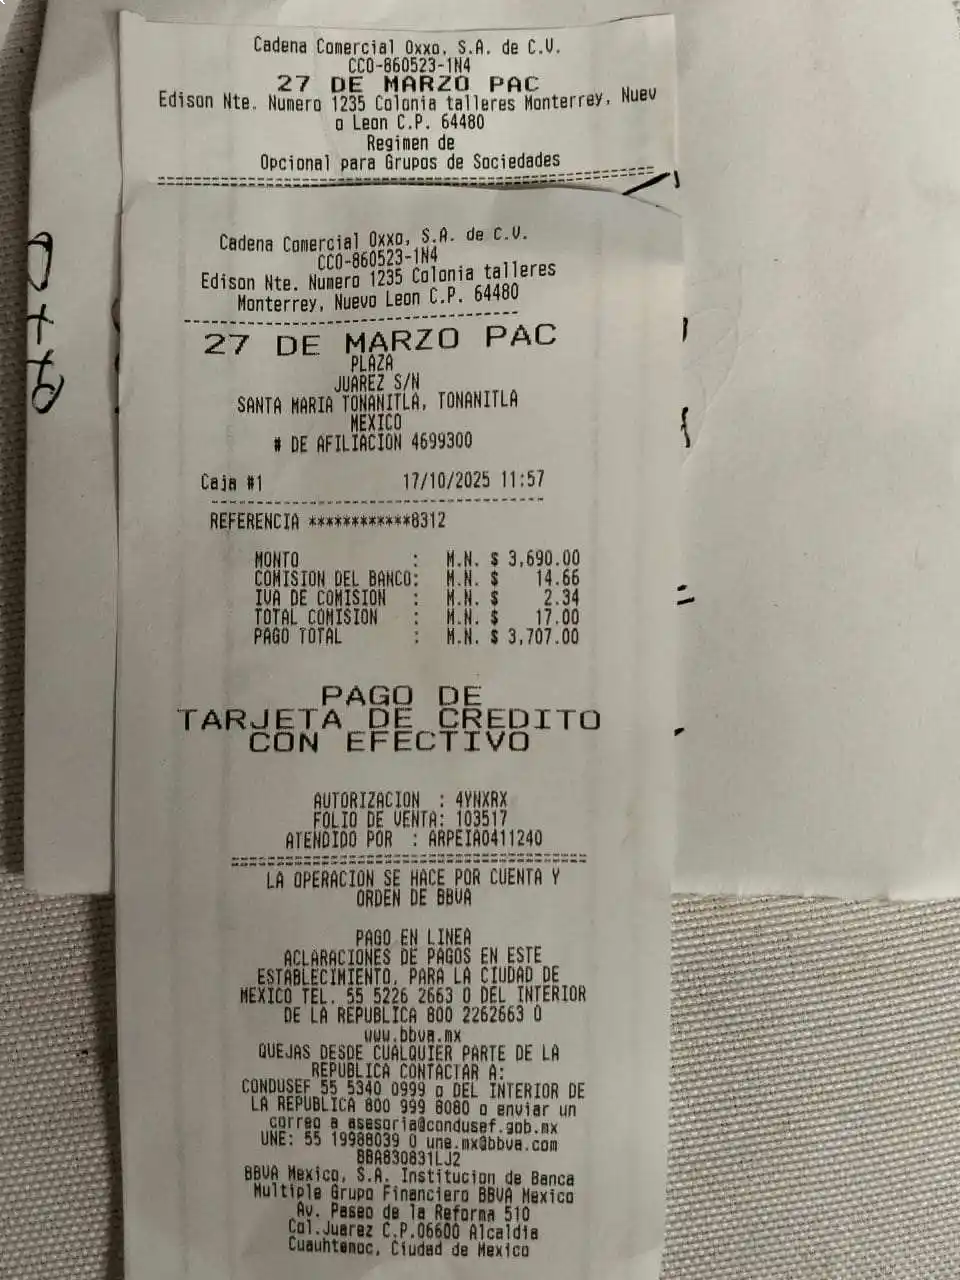 Cadena Comercial Oxxo, S.A. de C.V.
CCO-860523-1N4
27 DE MARZO PAC
Edison Nte. Numero 1235 Colonia talleres Monterrey, Nuev
o Leon C.P. 64480
Regimen de
Opcional para Grupos de Sociedades
Cadena Comercial Oxxo, S.A. de C.V.
CCO-860523-1N4
Edison Nte. Numero 1235 Colonia talleres
Monterrey, Nuevo Leon C.P. 64480
27 DE MARZO PAC
PLAZA
JUAREZ S/N
SANTA MARIA TONANITLA, TONANITLA
MEXICO
# DE AFILIACION 4699300
Caja #1 17/10/2025 11:57
REFERENCIA ************8312
MONTO : M.N. $ 3,690.00
COMISION DEL BANCO: M.N. $ 14.66
IVA DE COMISION : M.N. $ 2.34
TOTAL COMISION : M.N. $ 17.00
PAGO TOTAL : M.N. $ 3,707.00
PAGO DE
TARJETA DE CREDITO
CON EFECTIVO
AUTORIZACION : 4YNXRX
FOLIO DE VENTA: 103517
ATENDIDO POR : ARPEIA0411240
LA OPERACION SE HACE POR CUENTA Y
ORDEN DE BBVA
PAGO EN LINEA
ACLARACIONES DE PAGOS EN ESTE
ESTABLECIMIENTO, PARA LA CIUDAD DE
MEXICO TEL. 55 5226 2663 O DEL INTERIOR
DE LA REPUBLICA 800 2262663 O
www.bbva.mx
QUEJAS DESDE CUALQUIER PARTE DE LA
REPUBLICA CONTACTAR A:
CONDUSEF 55 5340 0999 o DEL INTERIOR DE
LA REPUBLICA 800 999 8080 o enviar un
correo a asesoria@condusef.gob.mx
UNE: 55 19988039 O une.mx@bbva.com
BBA830831LJ2
BBVA Mexico, S.A. Institucion de Banca
Multiple Grupo Financiero BBVA Mexico
Av. Paseo de la Reforma 510
Col.Juarez C.P.06600 Alcaldia
Cuauhtemoc, Ciudad de Mexico